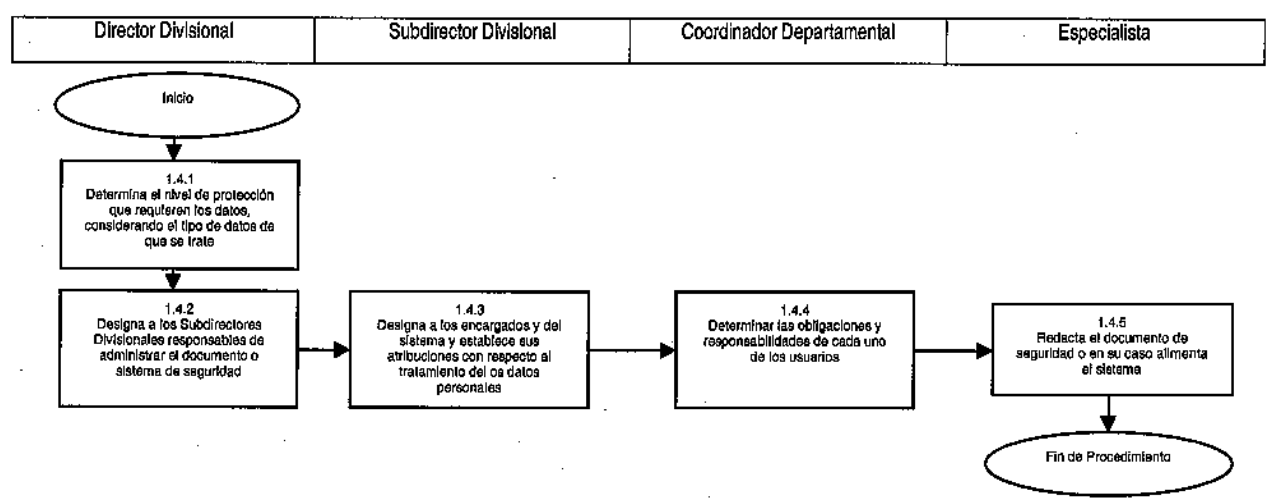 Director Divisional
Subdirector Divisional
Coordinador Departamental
Especialista
Inicio
1.4.1
Determina el nivel de protección
que requieren los datos,
considerando el tipo de datos de
que se trate
1.4.2
Designa a los Subdirectores
Divisionales responsables de
administrar el documento o
sistema de seguridad
1.4.3
Designa a los encargados y del
sistema y establece sus
atribuciones con respecto al
tratamiento del os datos
personales
1.4.4
Determinar las obligaciones y
responsabilidades de cada uno
de los usuarios
1.4.5
Redacta el documento de
seguridad o en su caso alimenta
el sistema
Fin de Procedimiento